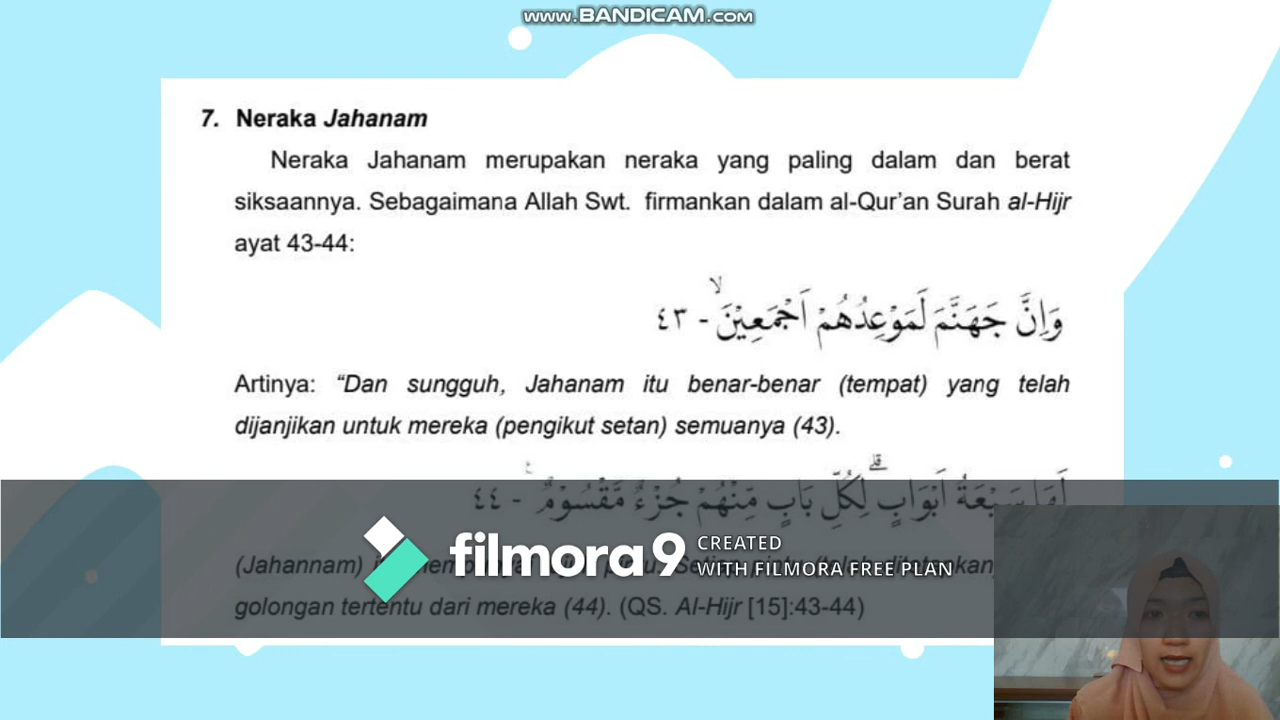 www.BANDICAM.com
7. Neraka Jahanam
Neraka Jahanam merupakan neraka yang paling dalam dan berat
siksaannya. Sebagaimana Allah Swt. firmankan dalam al-Qur’an Surah al-Hijr
ayat 43-44:
وَاِنَّ جَهَنَّمَ لَمَوْعِدُهُمْ اَجْمَعِيْنَۙ - ٤٣
Artinya: “Dan sungguh, Jahanam itu benar-benar (tempat) yang telah
dijanjikan untuk mereka (pengikut setan) semuanya (43).
سَبْعَةُ اَبْوَابٍۗ لِكُلِّ بَابٍ مِّنْهُمْ جُزْءٌ مَّقْسُوْمٌ ࣖ - ٤٤
(Jahannam)
golongan tertentu dari mereka (44). (QS. Al-Hijr [15]:43-44)
filmora9 CREATED
WITH FILMORA FREE PLAN